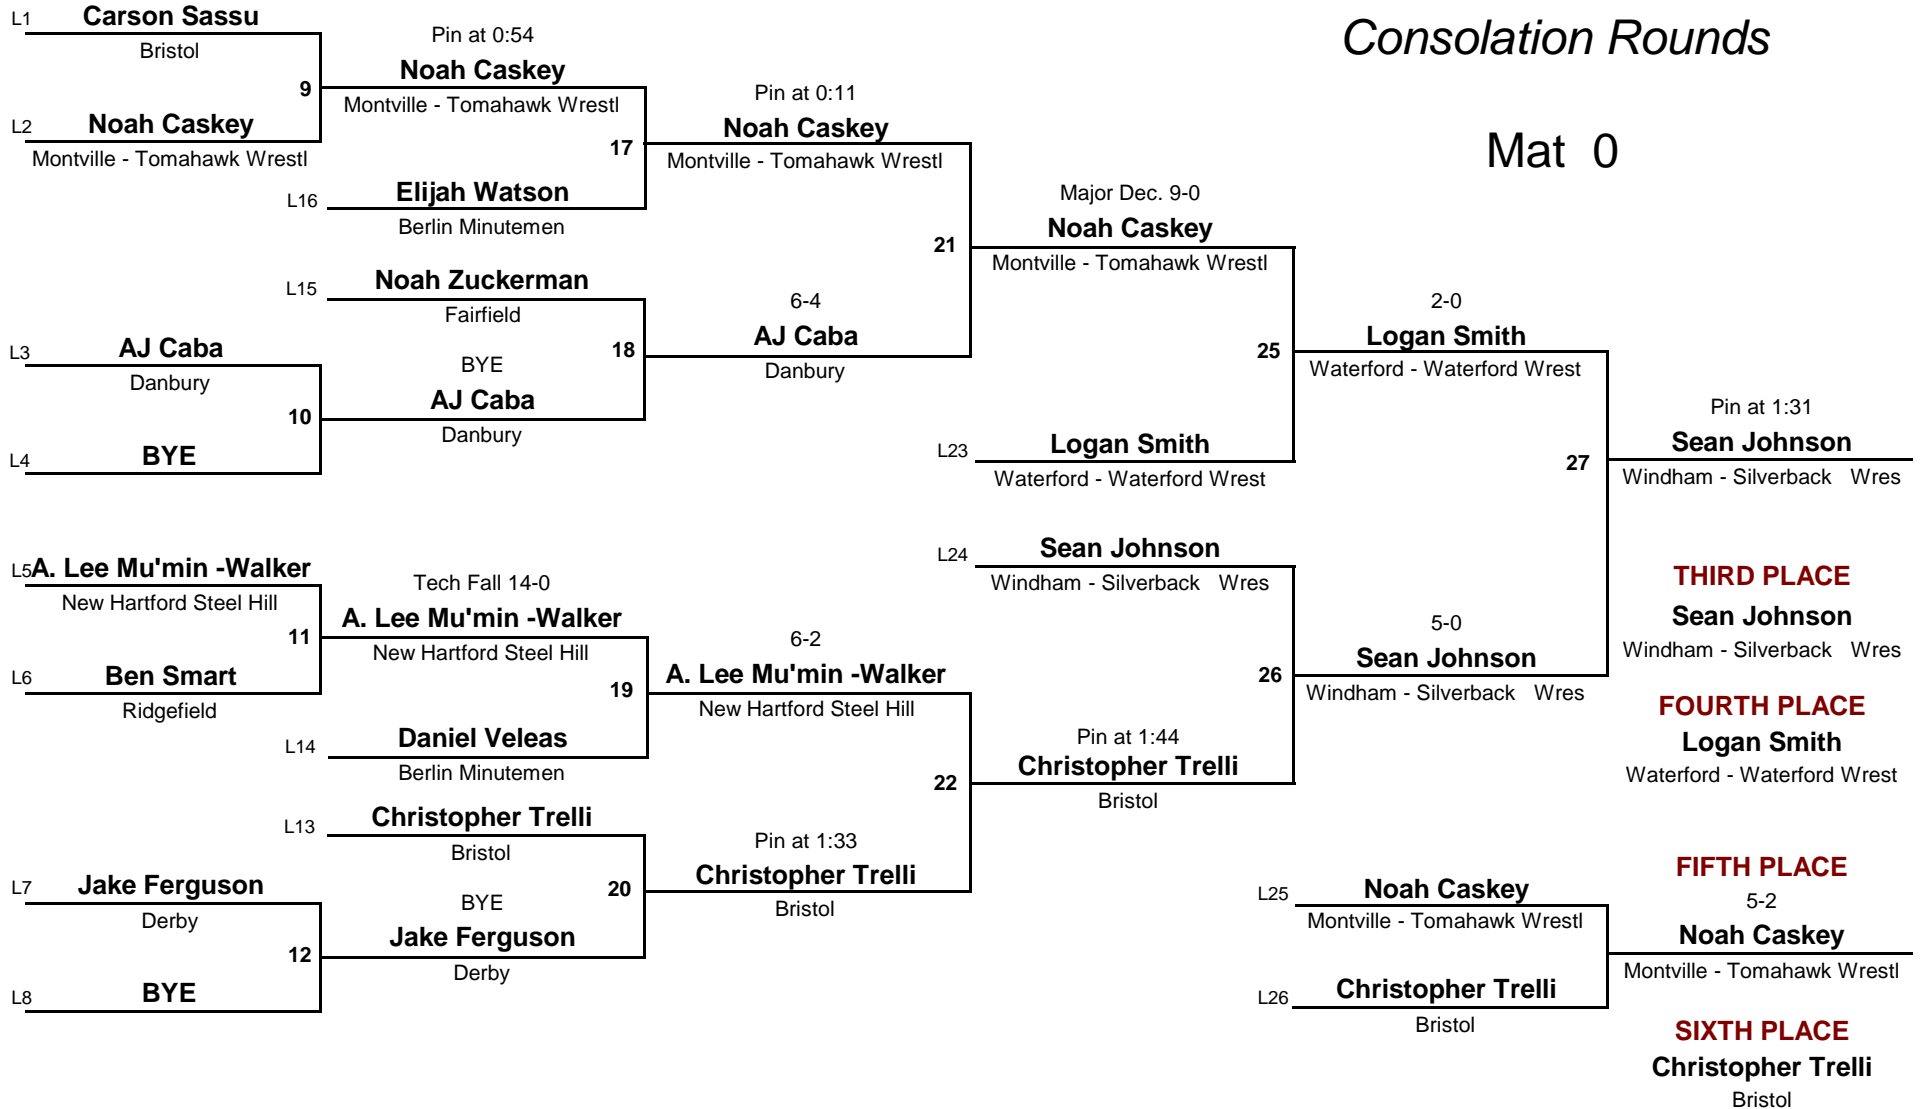 Consolation Rounds
Mat 0
L1 Carson Sassu
Bristol
9
L2 Noah Caskey
Montville - Tomahawk Wrestl
Pin at 0:54
Noah Caskey
Montville - Tomahawk Wrestl
17
L16 Elijah Watson
Berlin Minutemen
L15 Noah Zuckerman
Fairfield
18
L3 AJ Caba
Danbury
10
L4 BYE
BYE
AJ Caba
Danbury
Pin at 0:11
Noah Caskey
Montville - Tomahawk Wrestl
21
6-4
AJ Caba
Danbury
Major Dec. 9-0
Noah Caskey
Montville - Tomahawk Wrestl
25
L23 Logan Smith
Waterford - Waterford Wrest
2-0
Logan Smith
Waterford - Waterford Wrest
27
Pin at 1:31
Sean Johnson
Windham - Silverback Wres
L5 A. Lee Mu'min -Walker
New Hartford Steel Hill
11
L6 Ben Smart
Ridgefield
Tech Fall 14-0
A. Lee Mu'min -Walker
New Hartford Steel Hill
19
L14 Daniel Veleas
Berlin Minutemen
L13 Christopher Trelli
Bristol
20
L7 Jake Ferguson
Derby
12
L8 BYE
BYE
Jake Ferguson
Derby
6-2
A. Lee Mu'min -Walker
New Hartford Steel Hill
22
Pin at 1:33
Christopher Trelli
Bristol
L24 Sean Johnson
Windham - Silverback Wres
26
Pin at 1:44
Christopher Trelli
Bristol
5-0
Sean Johnson
Windham - Silverback Wres
THIRD PLACE
Sean Johnson
Windham - Silverback Wres
FOURTH PLACE
Logan Smith
Waterford - Waterford Wrest
L25 Noah Caskey
Montville - Tomahawk Wrestl
L26 Christopher Trelli
Bristol
FIFTH PLACE
5-2
Noah Caskey
Montville - Tomahawk Wrestl
SIXTH PLACE
Christopher Trelli
Bristol